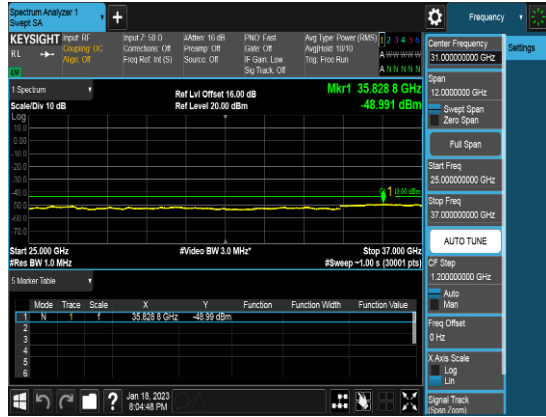 Spectrum Analyzer 1
Swept SA
+
Frequency
KEYSIGHT
Input: RF
Input Z: 50 Ω
#Atten: 16 dB
PNO: Fast
Avg Type: Power (RMS)
1 2 3 4 5 6
RL
Coupling: DC
Corrections: Off
Preamp: Off
Gate: Off
Avg|Hold: 10/10
A W W W W W
Align: Off
Freq Ref: Int (S)
Source: Off
IF Gain: Low
Trig: Free Run
Sig Track: Off
A N N N N N
1 Spectrum
Ref Lvl Offset 16.00 dB
Mkr1 35.828 8 GHz
Scale/Div 10 dB
Ref Level 20.00 dBm
-48.991 dBm
Log
10.0
0.00
-10.0
-20.0
-30.0
-40.0
1
-50.0
-60.0
-70.0
Start 25.000 GHz
#Video BW 3.0 MHz*
Stop 37.000 GHz
#Res BW 1.0 MHz
#Sweep ~1.00 s (30001 pts)
5 Marker Table
Mode Trace Scale X Y Function Function Width Function Value
1 N 1 f 35.828 8 GHz -48.99 dBm
2
3
4
5
6
?
Jan 18, 2023
8:04:48 PM
Center Frequency
31.000000000 GHz
Settings
Span
12.0000000 GHz
Swept Span
Zero Span
Full Span
Start Freq
25.000000000 GHz
Stop Freq
37.000000000 GHz
AUTO TUNE
CF Step
1.200000000 GHz
Auto
Man
Freq Offset
0 Hz
X Axis Scale
Log
Lin
Signal Track
(Span Zoom)